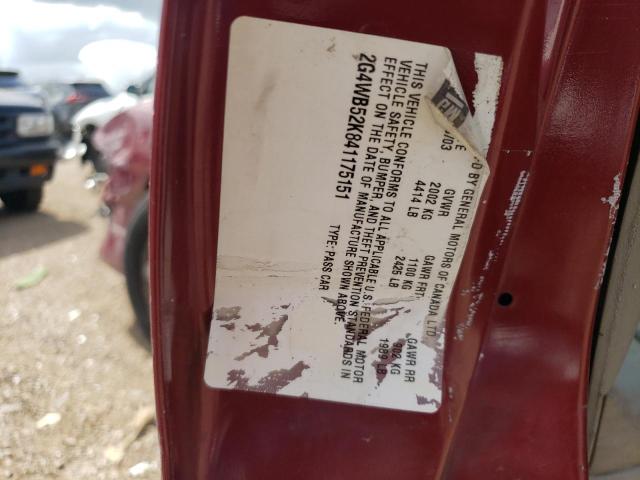 D BY GENERAL MOTORS OF CANADA LTD
E
/03
GVWR GAWR FRT GAWR RR
2002 KG 1100 KG 902 KG
4414 LB 2425 LB 1989 LB
THIS VEHICLE CONFORMS TO ALL APPLICABLE U.S. FEDERAL MOTOR
VEHICLE SAFETY, BUMPER, AND THEFT PREVENTION STANDARDS IN
EFFECT ON THE DATE OF MANUFACTURE SHOWN ABOVE.
2G4WB52K841175151 TYPE: PASS CAR